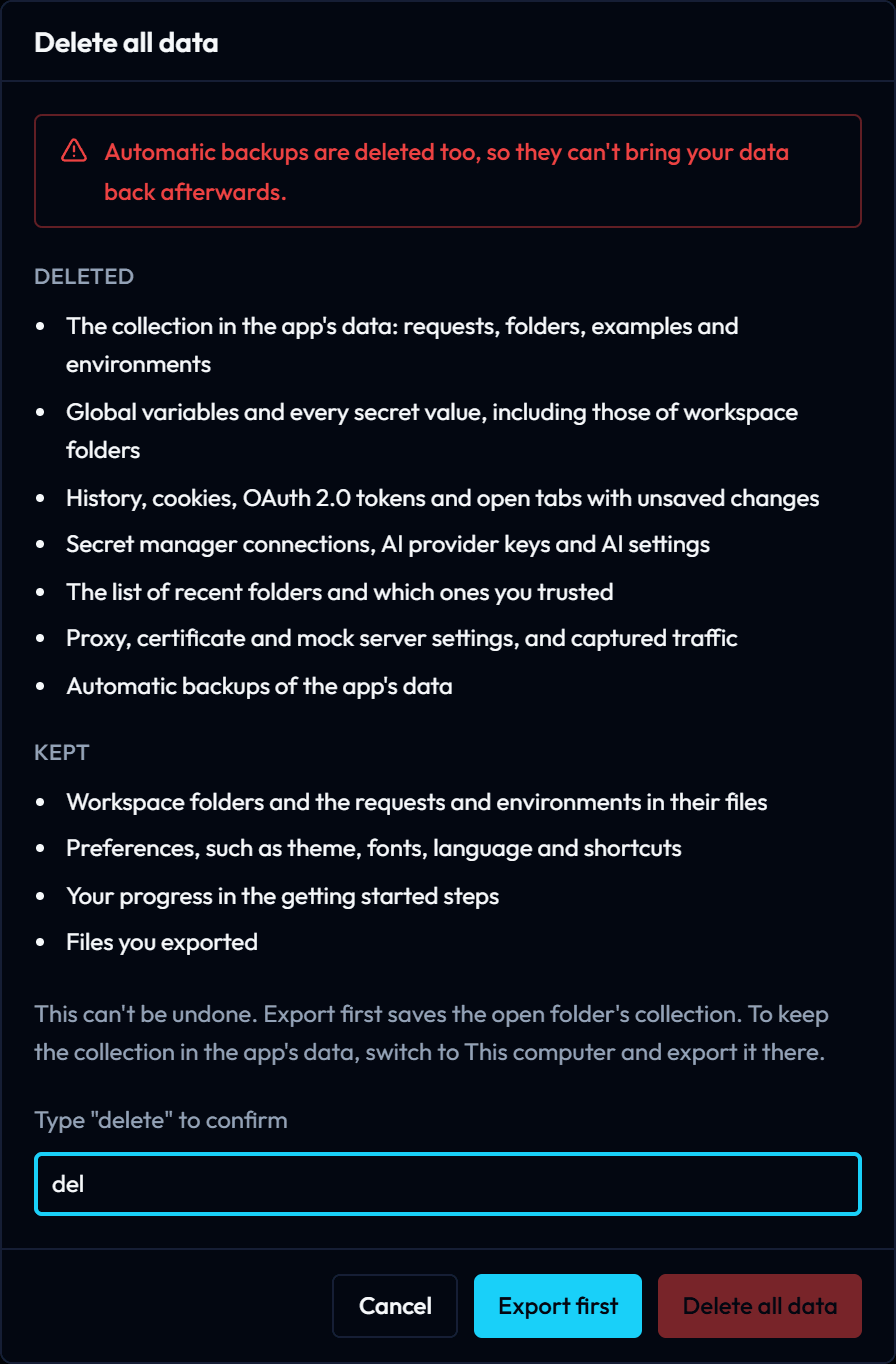 Delete all data
Automatic backups are deleted too, so they can't bring your data
back afterwards.
DELETED
• The collection in the app's data: requests, folders, examples and
environments
• Global variables and every secret value, including those of workspace
folders
• History, cookies, OAuth 2.0 tokens and open tabs with unsaved changes
• Secret manager connections, AI provider keys and AI settings
• The list of recent folders and which ones you trusted
• Proxy, certificate and mock server settings, and captured traffic
• Automatic backups of the app's data
KEPT
• Workspace folders and the requests and environments in their files
• Preferences, such as theme, fonts, language and shortcuts
• Your progress in the getting started steps
• Files you exported
This can't be undone. Export first saves the open folder's collection. To keep
the collection in the app's data, switch to This computer and export it there.
Type "delete" to confirm
del
Cancel Export first Delete all data